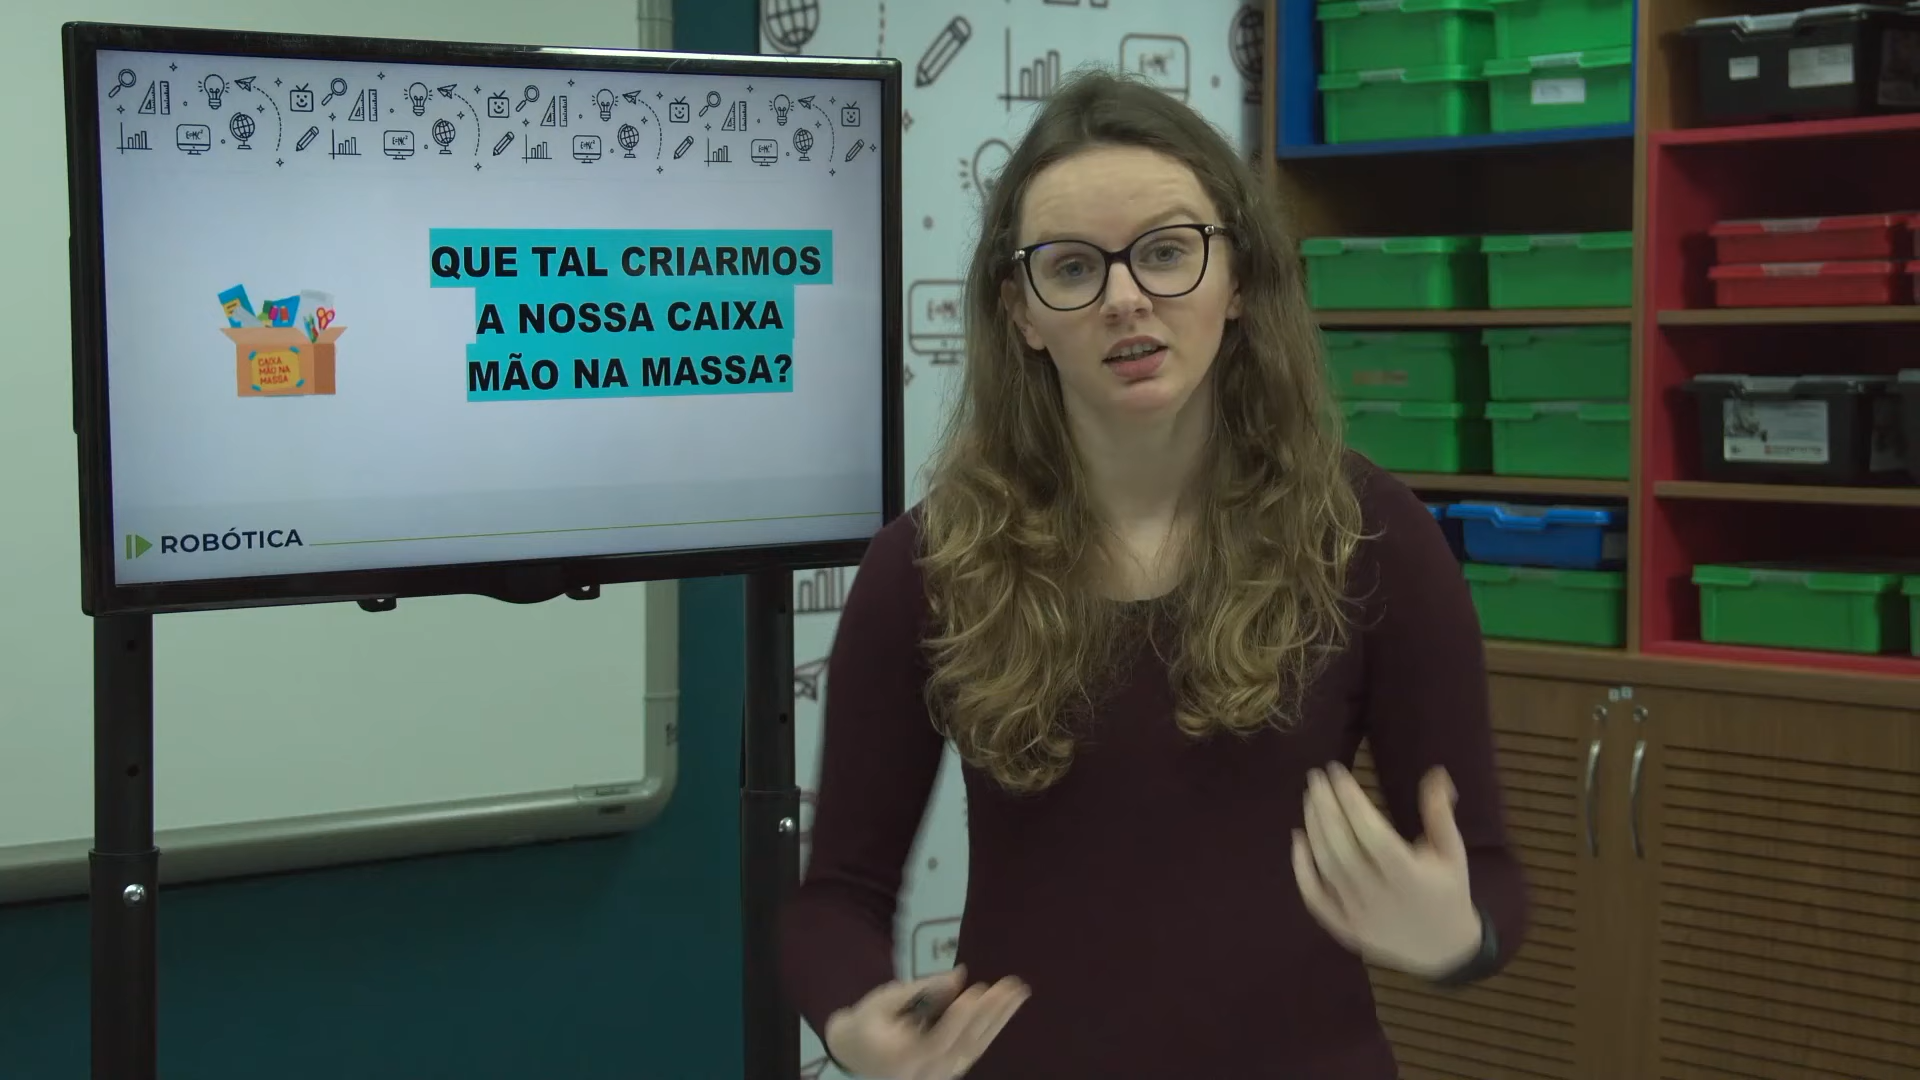 QUE TAL CRIARMOS
A NOSSA CAIXA
MÃO NA MASSA?
CAIXA
MÃO NA
MASSA
ROBÓTICA